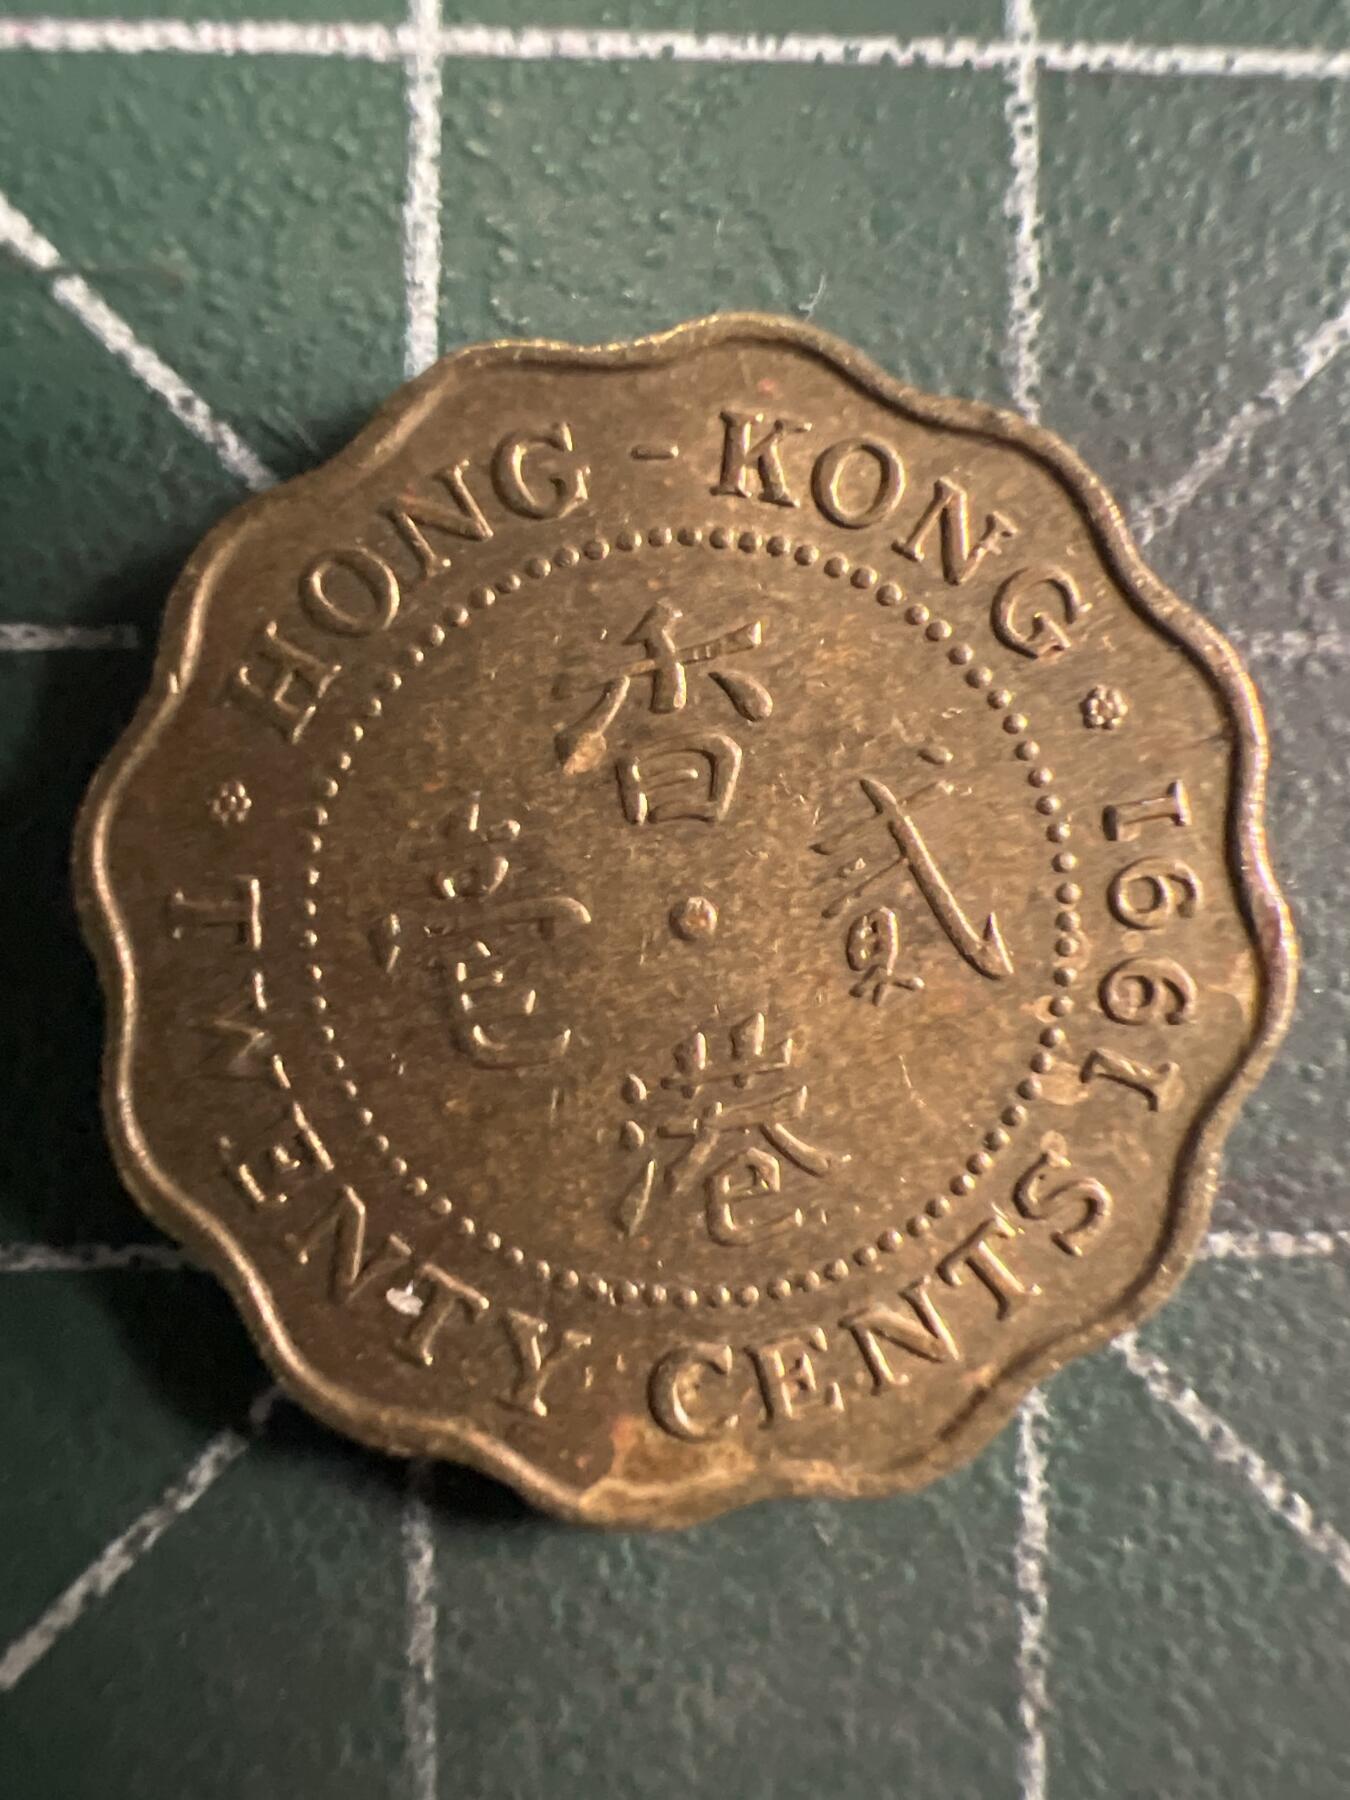 HONG - KONG
香港
貳毫
TWENTY CENTS 1991